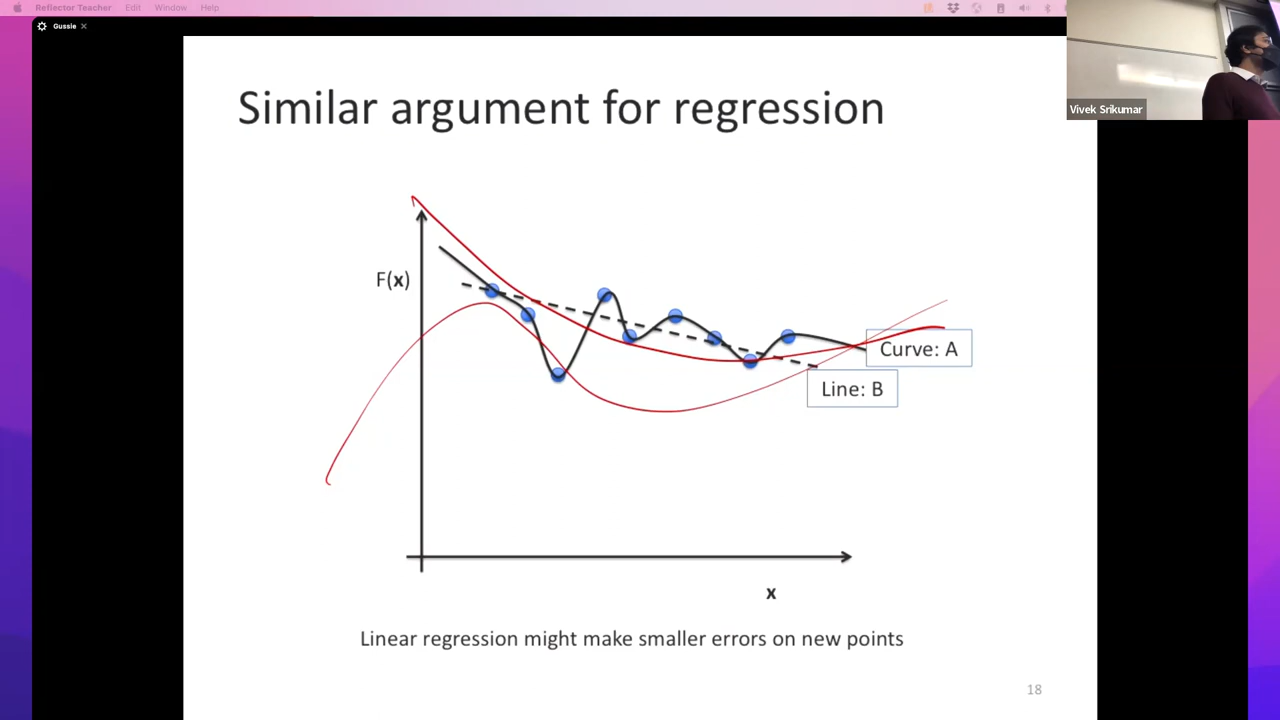 Reflector Teacher Edit Window Help
Gussie
Vivek Srikumar
Similar argument for regression
F(x)
Curve: A
Line: B
x
Linear regression might make smaller errors on new points
18